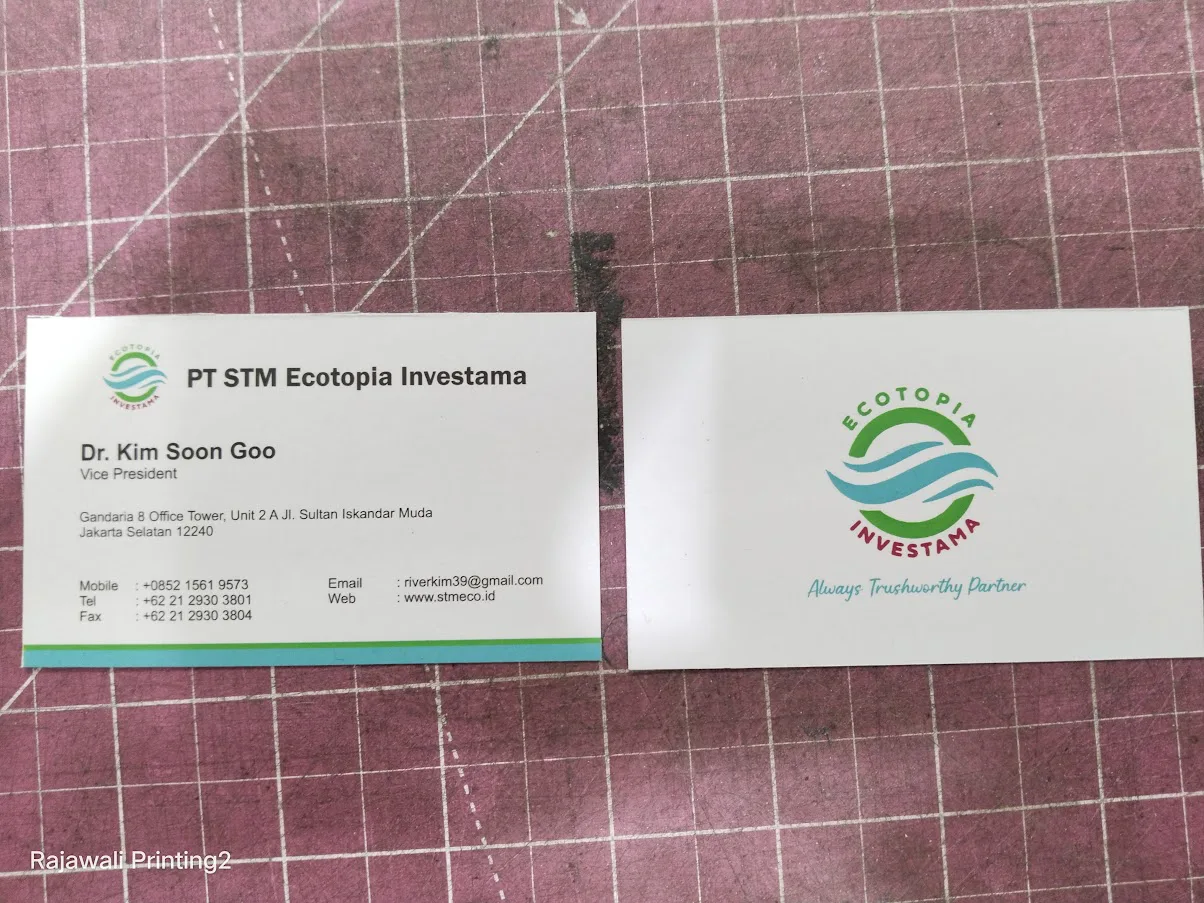 ECOTOPIA
INVESTAMA
PT STM Ecotopia Investama
Dr. Kim Soon Goo
Vice President
Gandaria 8 Office Tower, Unit 2 A Jl. Sultan Iskandar Muda
Jakarta Selatan 12240
Mobile : +0852 1561 9573
Tel : +62 21 2930 3801
Fax : +62 21 2930 3804
Email : riverkim39@gmail.com
Web : www.stmeco.id
ECOTOPIA
INVESTAMA
Always Trushworthy Partner
Rajawali Printing2